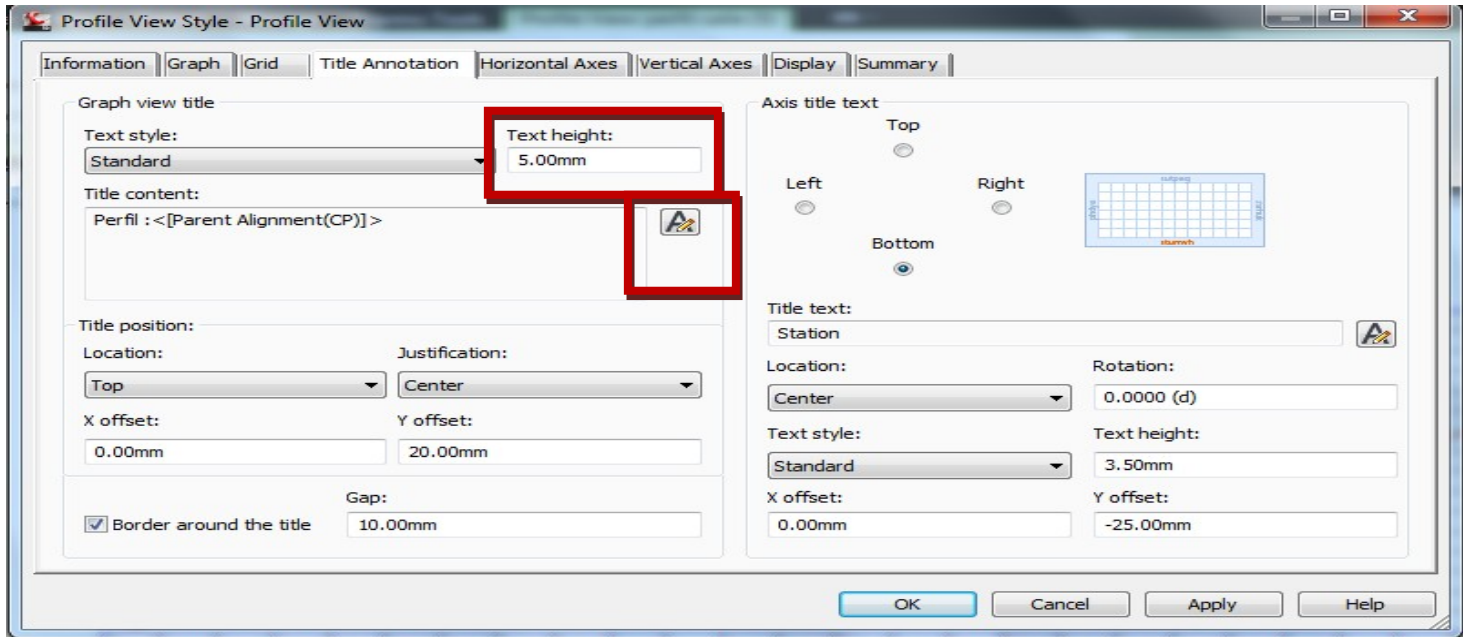 Profile View Style - Profile View
Information Graph Grid Title Annotation Horizontal Axes Vertical Axes Display Summary
Graph view title
Text style:
Text height:
Standard
5.00mm
Title content:
Perfil :<[Parent Alignment(CP)]>
Title position:
Location:
Justification:
Top
Center
X offset:
Y offset:
0.00mm
20.00mm
Gap:
Border around the title
10.00mm
Axis title text
Top
Left
Right
Bottom
Title text:
Station
Location:
Rotation:
Center
0.0000 (d)
Text style:
Text height:
Standard
3.50mm
X offset:
Y offset:
0.00mm
-25.00mm
OK Cancel Apply Help